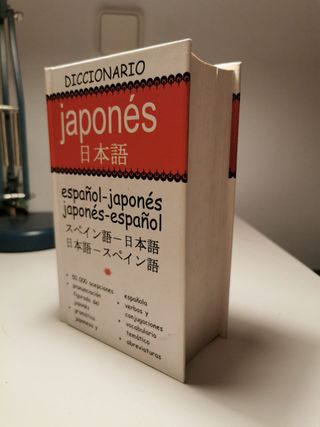 DICCIONARIO
japonés
日本語
español-japonés
japonés-español
スペイン語－日本語
日本語－スペイン語
• 50.000 acepciones
• pronunciación
figurada del
japonés
• gramática
japonesa y
española
• verbos y
conjugaciones
• vocabulario
temático
• abreviaturas